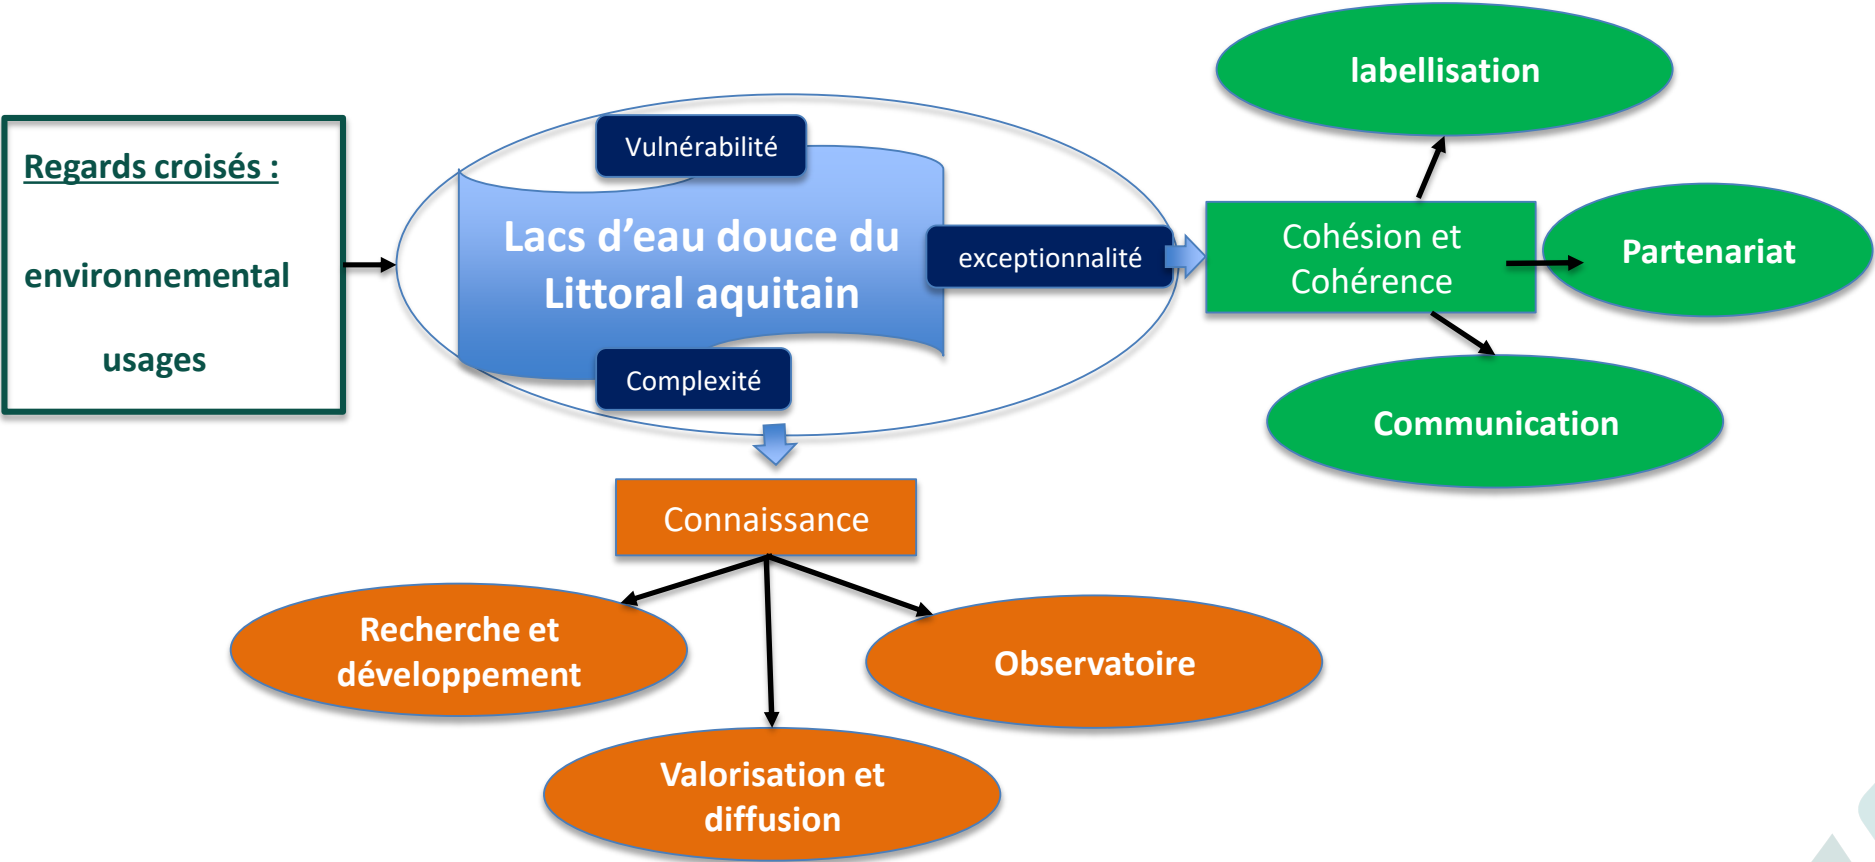 Regards croisés :
environnemental
usages
Vulnérabilité
Lacs d’eau douce du
Littoral aquitain
exceptionnalité
Complexité
labellisation
Cohésion et
Cohérence
Partenariat
Communication
Connaissance
Recherche et
développement
Observatoire
Valorisation et
diffusion